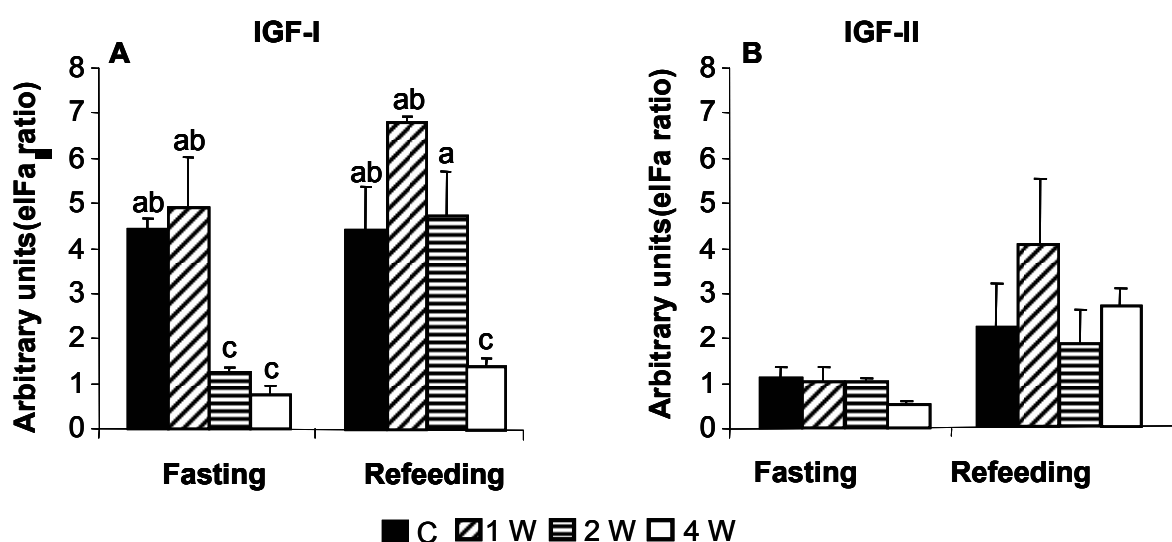 IGF-I
IGF-II
A
B
Arbitrary units(eIFa ratio)
8
7
6
5
4
3
2
1
0
ab
ab
c
c
ab
ab
a
c
Fasting
Refeeding
Arbitrary units(eIFa ratio)
8
7
6
5
4
3
2
1
0
Fasting
Refeeding
C 1 W 2 W 4 W